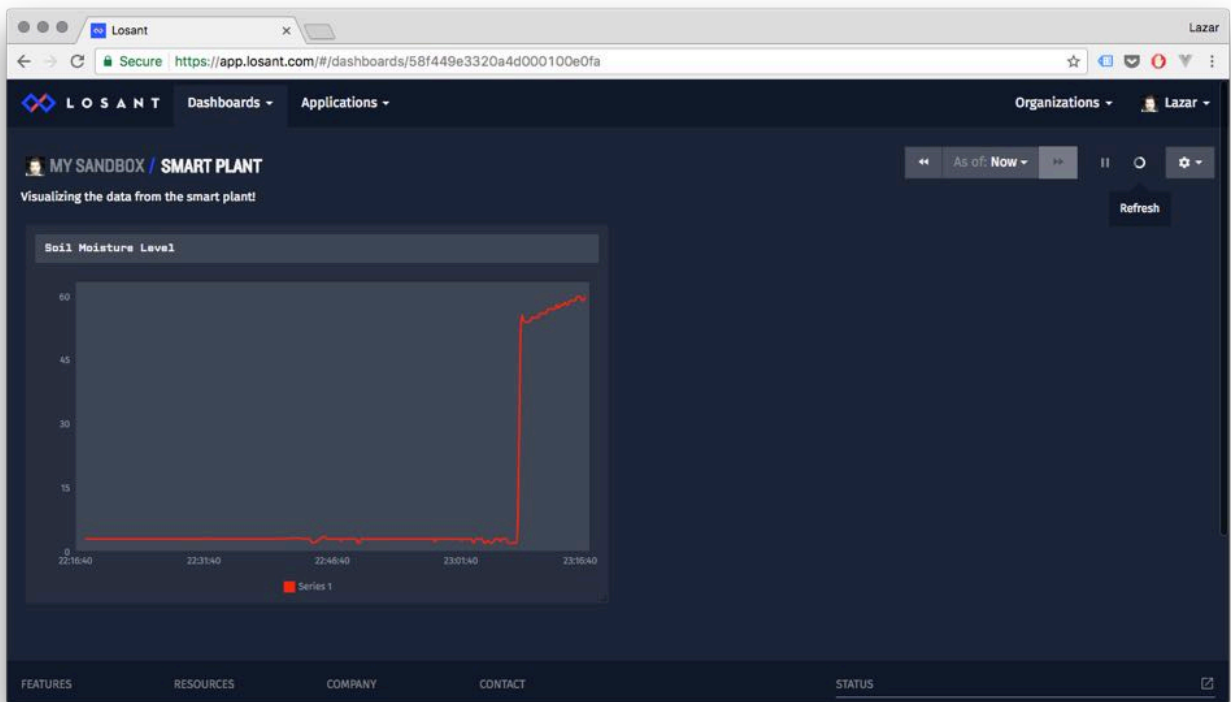 Losant
Lazar
Secure https://app.losant.com/#/dashboards/58f449e3320a4d000100e0fa
LOSANT Dashboards Applications Organizations Lazar
MY SANDBOX / SMART PLANT As of: Now
Visualizing the data from the smart plant! Refresh
Soil Moisture Level
60
45
30
15
0
22:16:40 22:31:40 22:46:40 23:01:40 23:16:40
Series 1
FEATURES RESOURCES COMPANY CONTACT STATUS